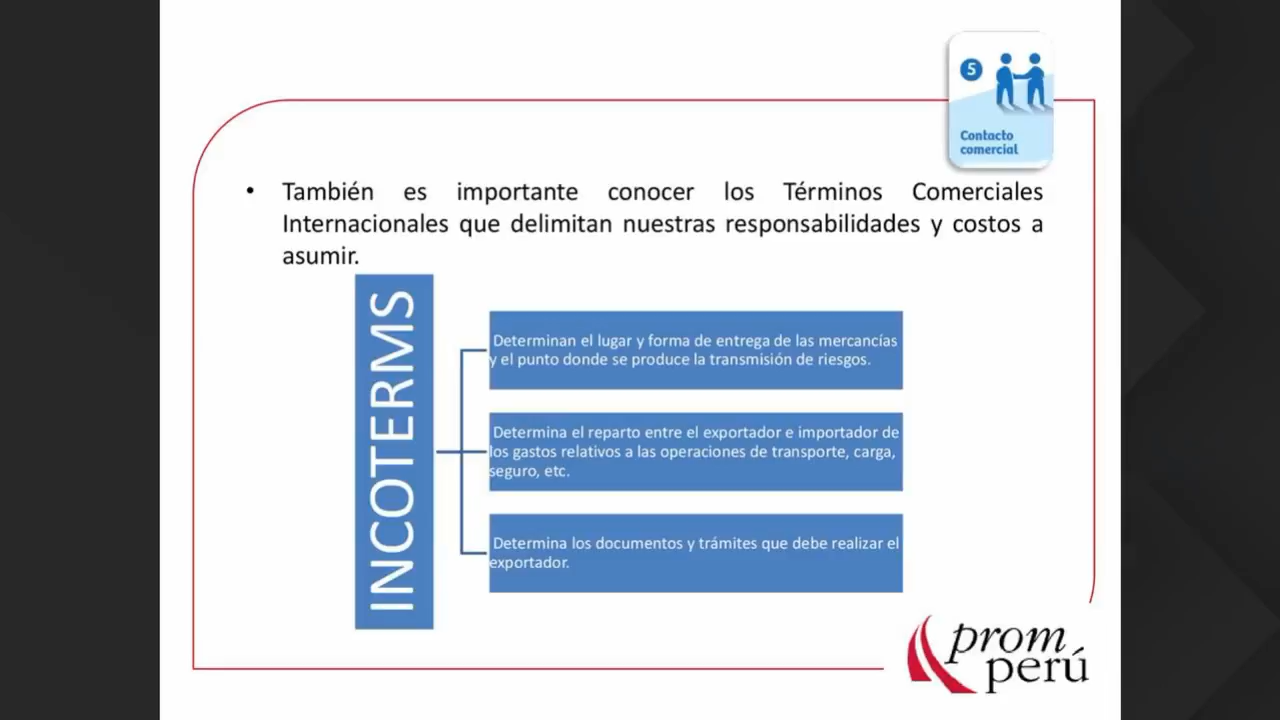 5
Contacto
comercial
• También es importante conocer los Términos Comerciales
Internacionales que delimitan nuestras responsabilidades y costos a
asumir.
INCOTERMS
Determinan el lugar y forma de entrega de las mercancías
y el punto donde se produce la transmisión de riesgos.
Determina el reparto entre el exportador e importador de
los gastos relativos a las operaciones de transporte, carga,
seguro, etc.
Determina los documentos y trámites que debe realizar el
exportador.
prom
perú